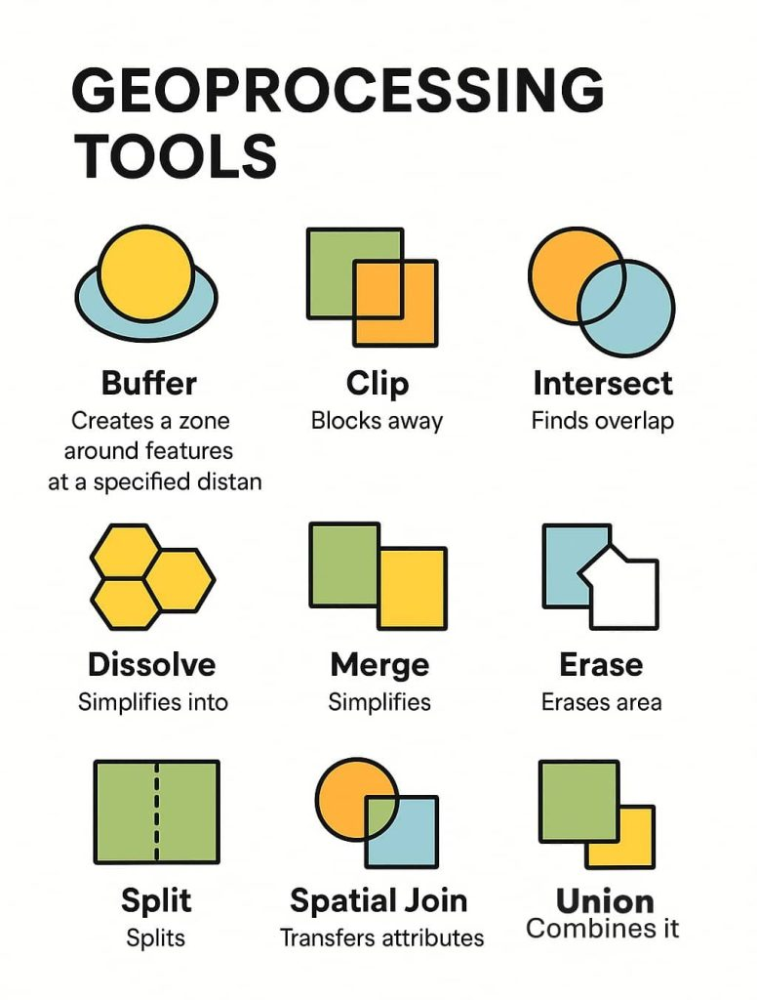 GEOPROCESSING
TOOLS
Buffer
Creates a zone
around features
at a specified distan
Clip
Blocks away
Intersect
Finds overlap
Dissolve
Simplifies into
Merge
Simplifies
Erase
Erases area
Split
Splits
Spatial Join
Transfers attributes
Union
Combines it